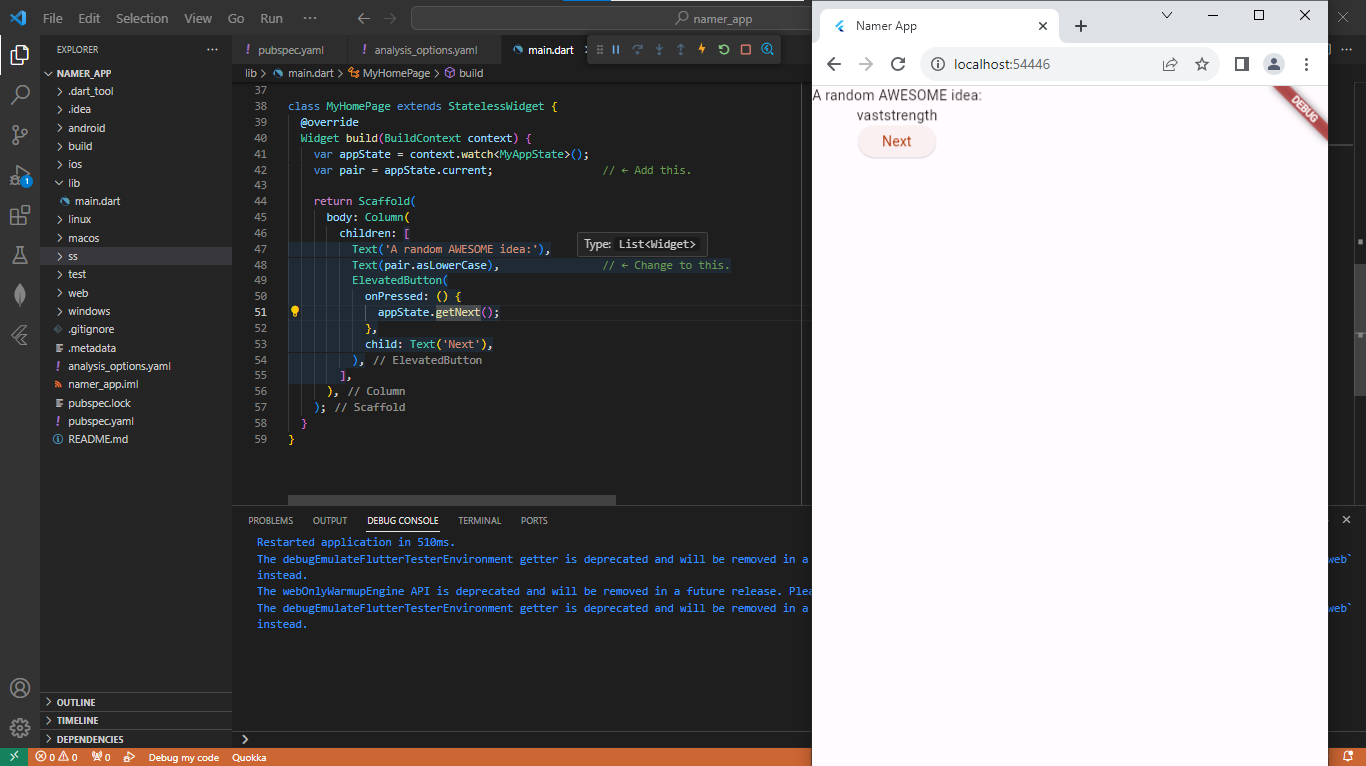 File Edit Selection View Go Run ···
namer_app
EXPLORER
NAMER_APP
.dart_tool
.idea
android
build
ios
lib
main.dart
linux
macos
ss
test
web
windows
.gitignore
.metadata
analysis_options.yaml
namer_app.iml
pubspec.lock
pubspec.yaml
README.md
OUTLINE
TIMELINE
DEPENDENCIES
1
! pubspec.yaml ! analysis_options.yaml main.dart
lib > main.dart > MyHomePage > build
37
38 class MyHomePage extends StatelessWidget {
39 @override
40 Widget build(BuildContext context) {
41 var appState = context.watch<MyAppState>();
42 var pair = appState.current; // ← Add this.
43
44 return Scaffold(
45 body: Column(
46 children: [
47 Text('A random AWESOME idea:'),
48 Text(pair.asLowerCase), // ← Change to this.
49 ElevatedButton(
50 onPressed: () {
51 appState.getNext();
52 },
53 child: Text('Next'),
54 ), // ElevatedButton
55 ],
56 ), // Column
57 ); // Scaffold
58 }
59 }
Type: List<Widget>
PROBLEMS OUTPUT DEBUG CONSOLE TERMINAL PORTS
Restarted application in 510ms.
The debugEmulateFlutterTesterEnvironment getter is deprecated and will be removed in a web`
instead.
The webOnlyWarmupEngine API is deprecated and will be removed in a future release. Plea
The debugEmulateFlutterTesterEnvironment getter is deprecated and will be removed in a web`
instead.
0 0 0 Debug my code Quokka
Namer App
localhost:54446
A random AWESOME idea:
vaststrength
Next
DEBUG